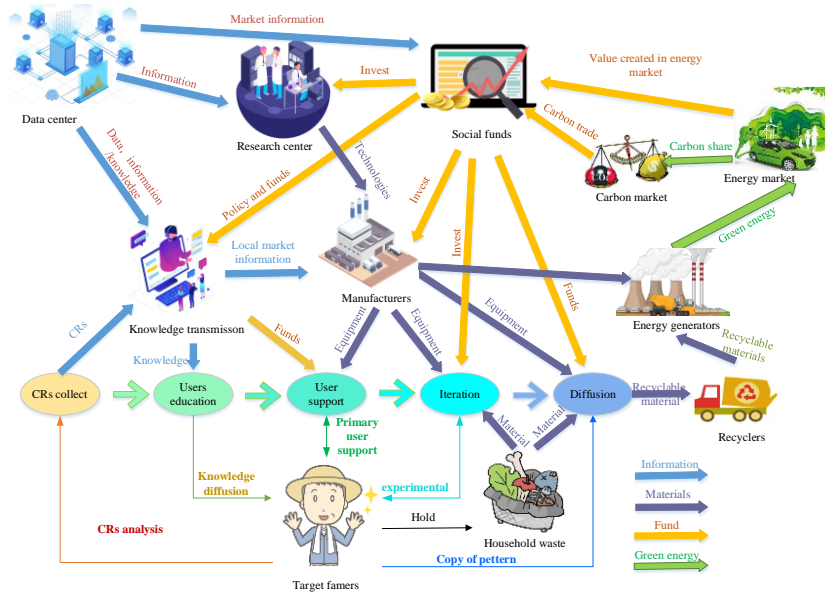 Market information
Information
Data center
Research center
Invest
Social funds
Value created in energy
market
Carbon trade
Carbon share
CO2
Carbon market
Energy market
Data, information
/knowledge
Technologies
Policy and funds
Invest
Invest
Funds
Green energy
Local market
information
Manufacturers
Knowledge transmisson
Energy generators
CRs
Knowledge
Funds
Equipment
Equipment
Equipment
Recyclable
materials
CRs collect
Users
education
User
support
Iteration
Diffusion
Recyclable
material
Recyclers
Primary
user
support
Material
Material
Knowledge
diffusion
experimental
Hold
Household waste
CRs analysis
Copy of pettern
Target famers
Information
Materials
Fund
Green energy